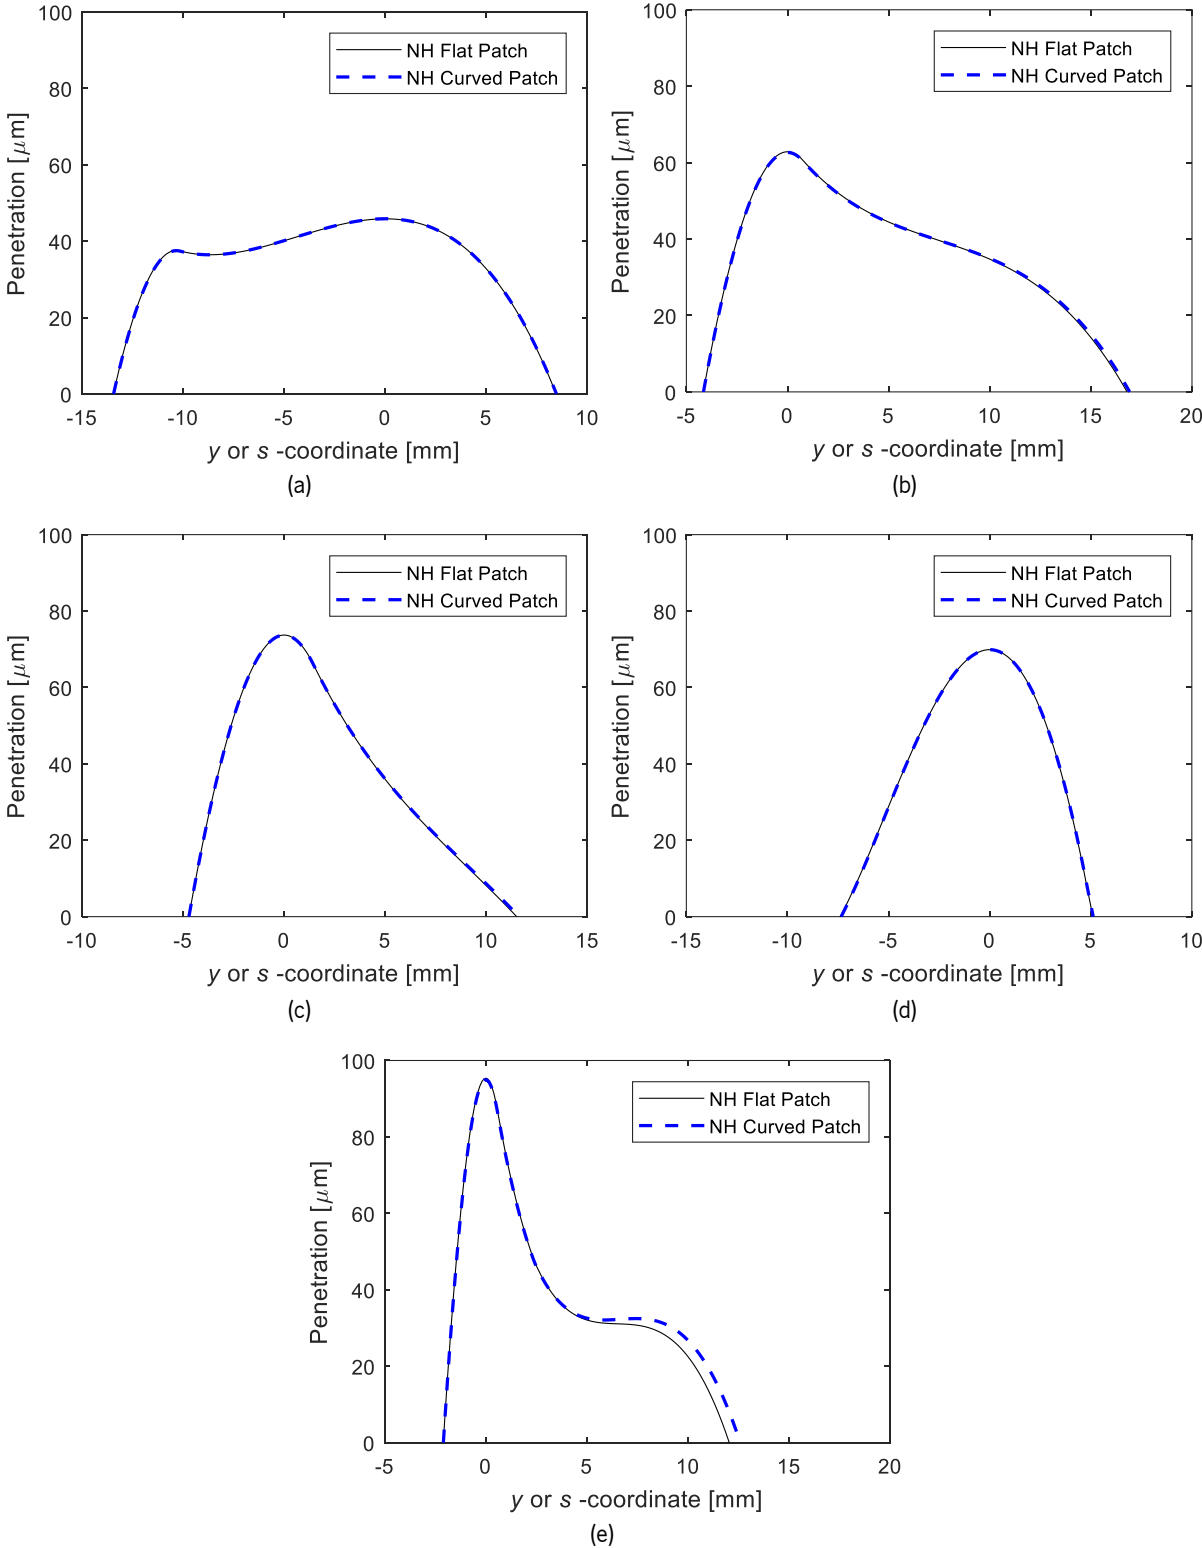 100
80
60
40
20
0
Penetration [μm]
NH Flat Patch
NH Curved Patch
-15
-10
-5
0
5
10
y or s -coordinate [mm]
(a)
100
80
60
40
20
0
Penetration [μm]
NH Flat Patch
NH Curved Patch
-5
0
5
10
15
20
y or s -coordinate [mm]
(b)
100
80
60
40
20
0
Penetration [μm]
NH Flat Patch
NH Curved Patch
-10
-5
0
5
10
15
y or s -coordinate [mm]
(c)
100
80
60
40
20
0
Penetration [μm]
NH Flat Patch
NH Curved Patch
-15
-10
-5
0
5
10
y or s -coordinate [mm]
(d)
100
80
60
40
20
0
Penetration [μm]
NH Flat Patch
NH Curved Patch
-5
0
5
10
15
20
y or s -coordinate [mm]
(e)